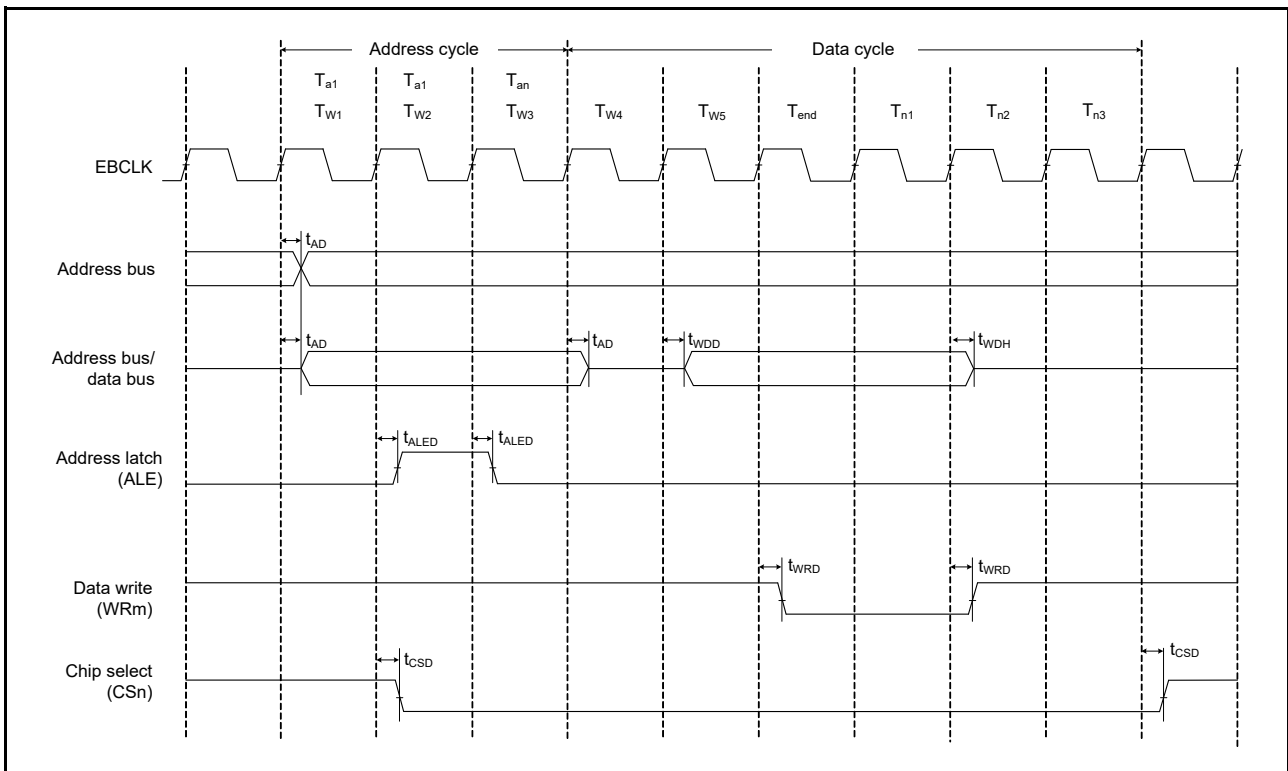 Address cycle Data cycle
Ta1 Ta1 Tan
TW1 TW2 TW3 TW4 TW5 Tend Tn1 Tn2 Tn3
EBCLK
tAD
Address bus
tAD tAD tWDD tWDH
Address bus/
data bus
tALED tALED
Address latch
(ALE)
tWRD tWRD
Data write
(WRm)
tCSD tCSD
Chip select
(CSn)